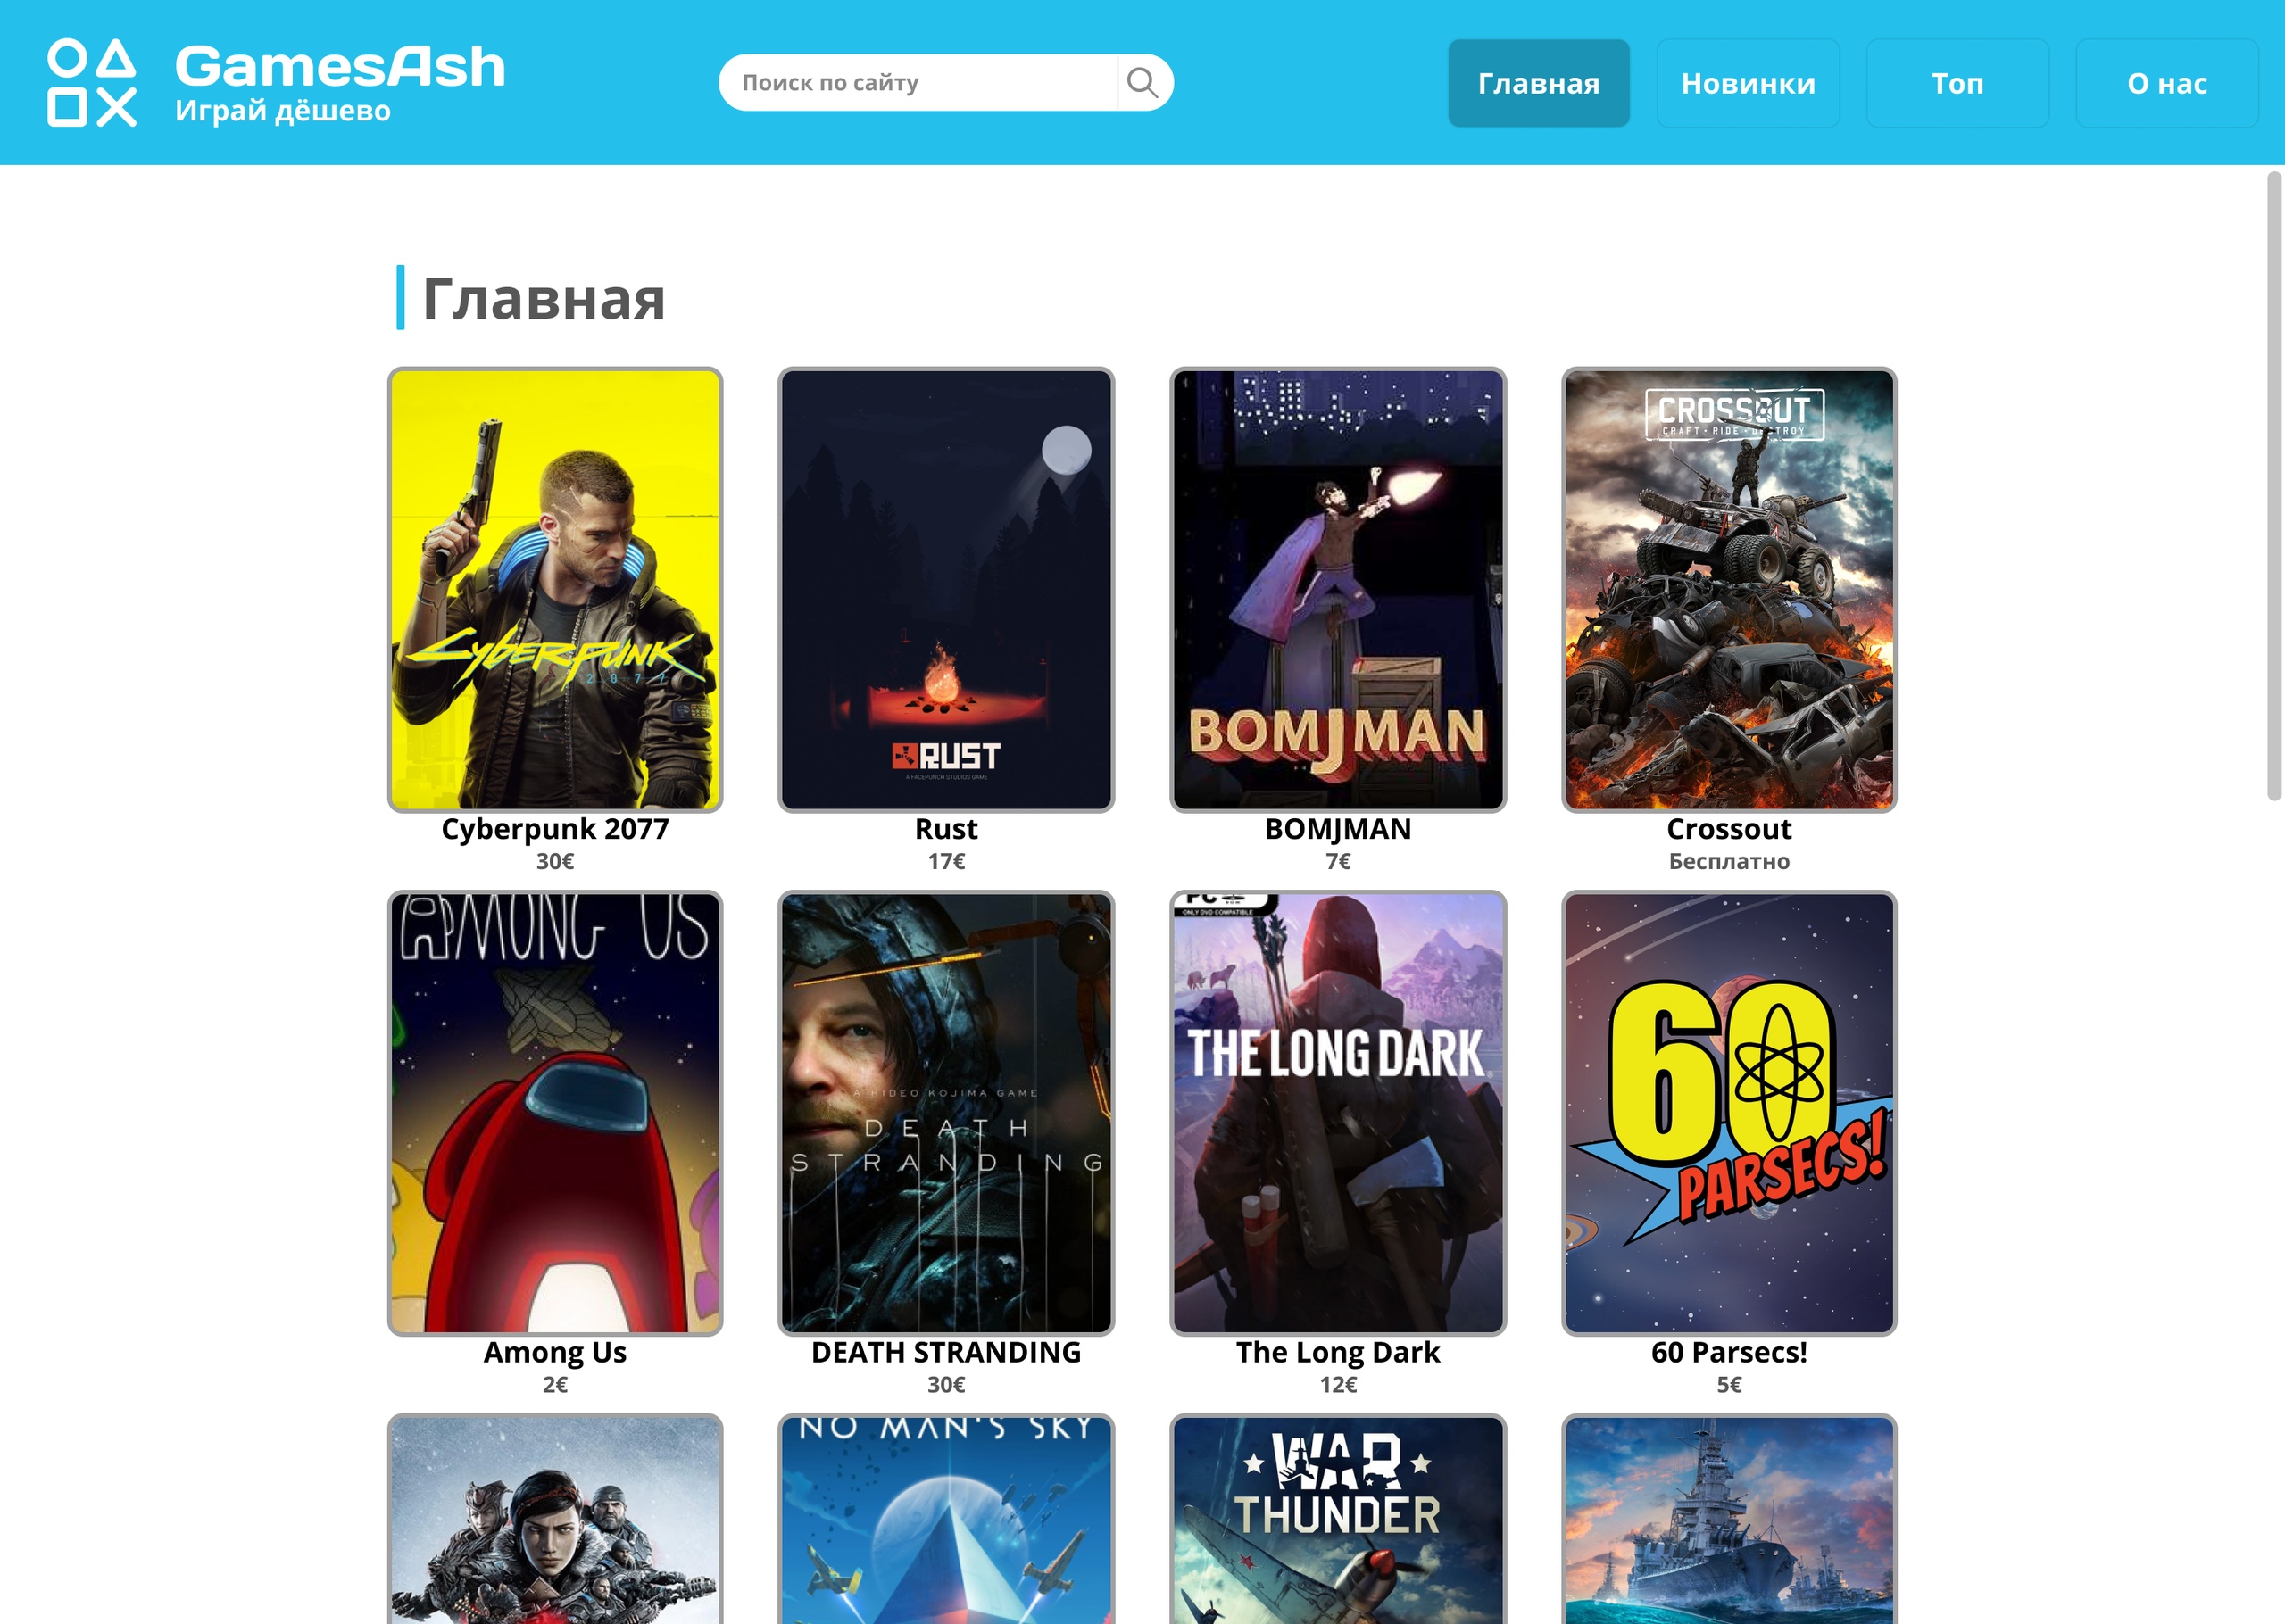 GamesAsh
Играй дёшево
Поиск по сайту
Главная
Новинки
Топ
О нас
Главная
CYBERPUNK
2077
RUST
A FACEPUNCH STUDIOS GAME
BOMJMAN
CROSSOUT
CRAFT • RIDE • DESTROY
Cyberpunk 2077
30€
Rust
17€
BOMJMAN
7€
Crossout
Бесплатно
AMONG US
A HIDEO KOJIMA GAME
DEATH
STRANDING
PC
ONLY DVD COMPATIBLE
THE LONG DARK
60
PARSECS!
Among Us
2€
DEATH STRANDING
30€
The Long Dark
12€
60 Parsecs!
5€
NO MAN'S SKY
WAR
THUNDER